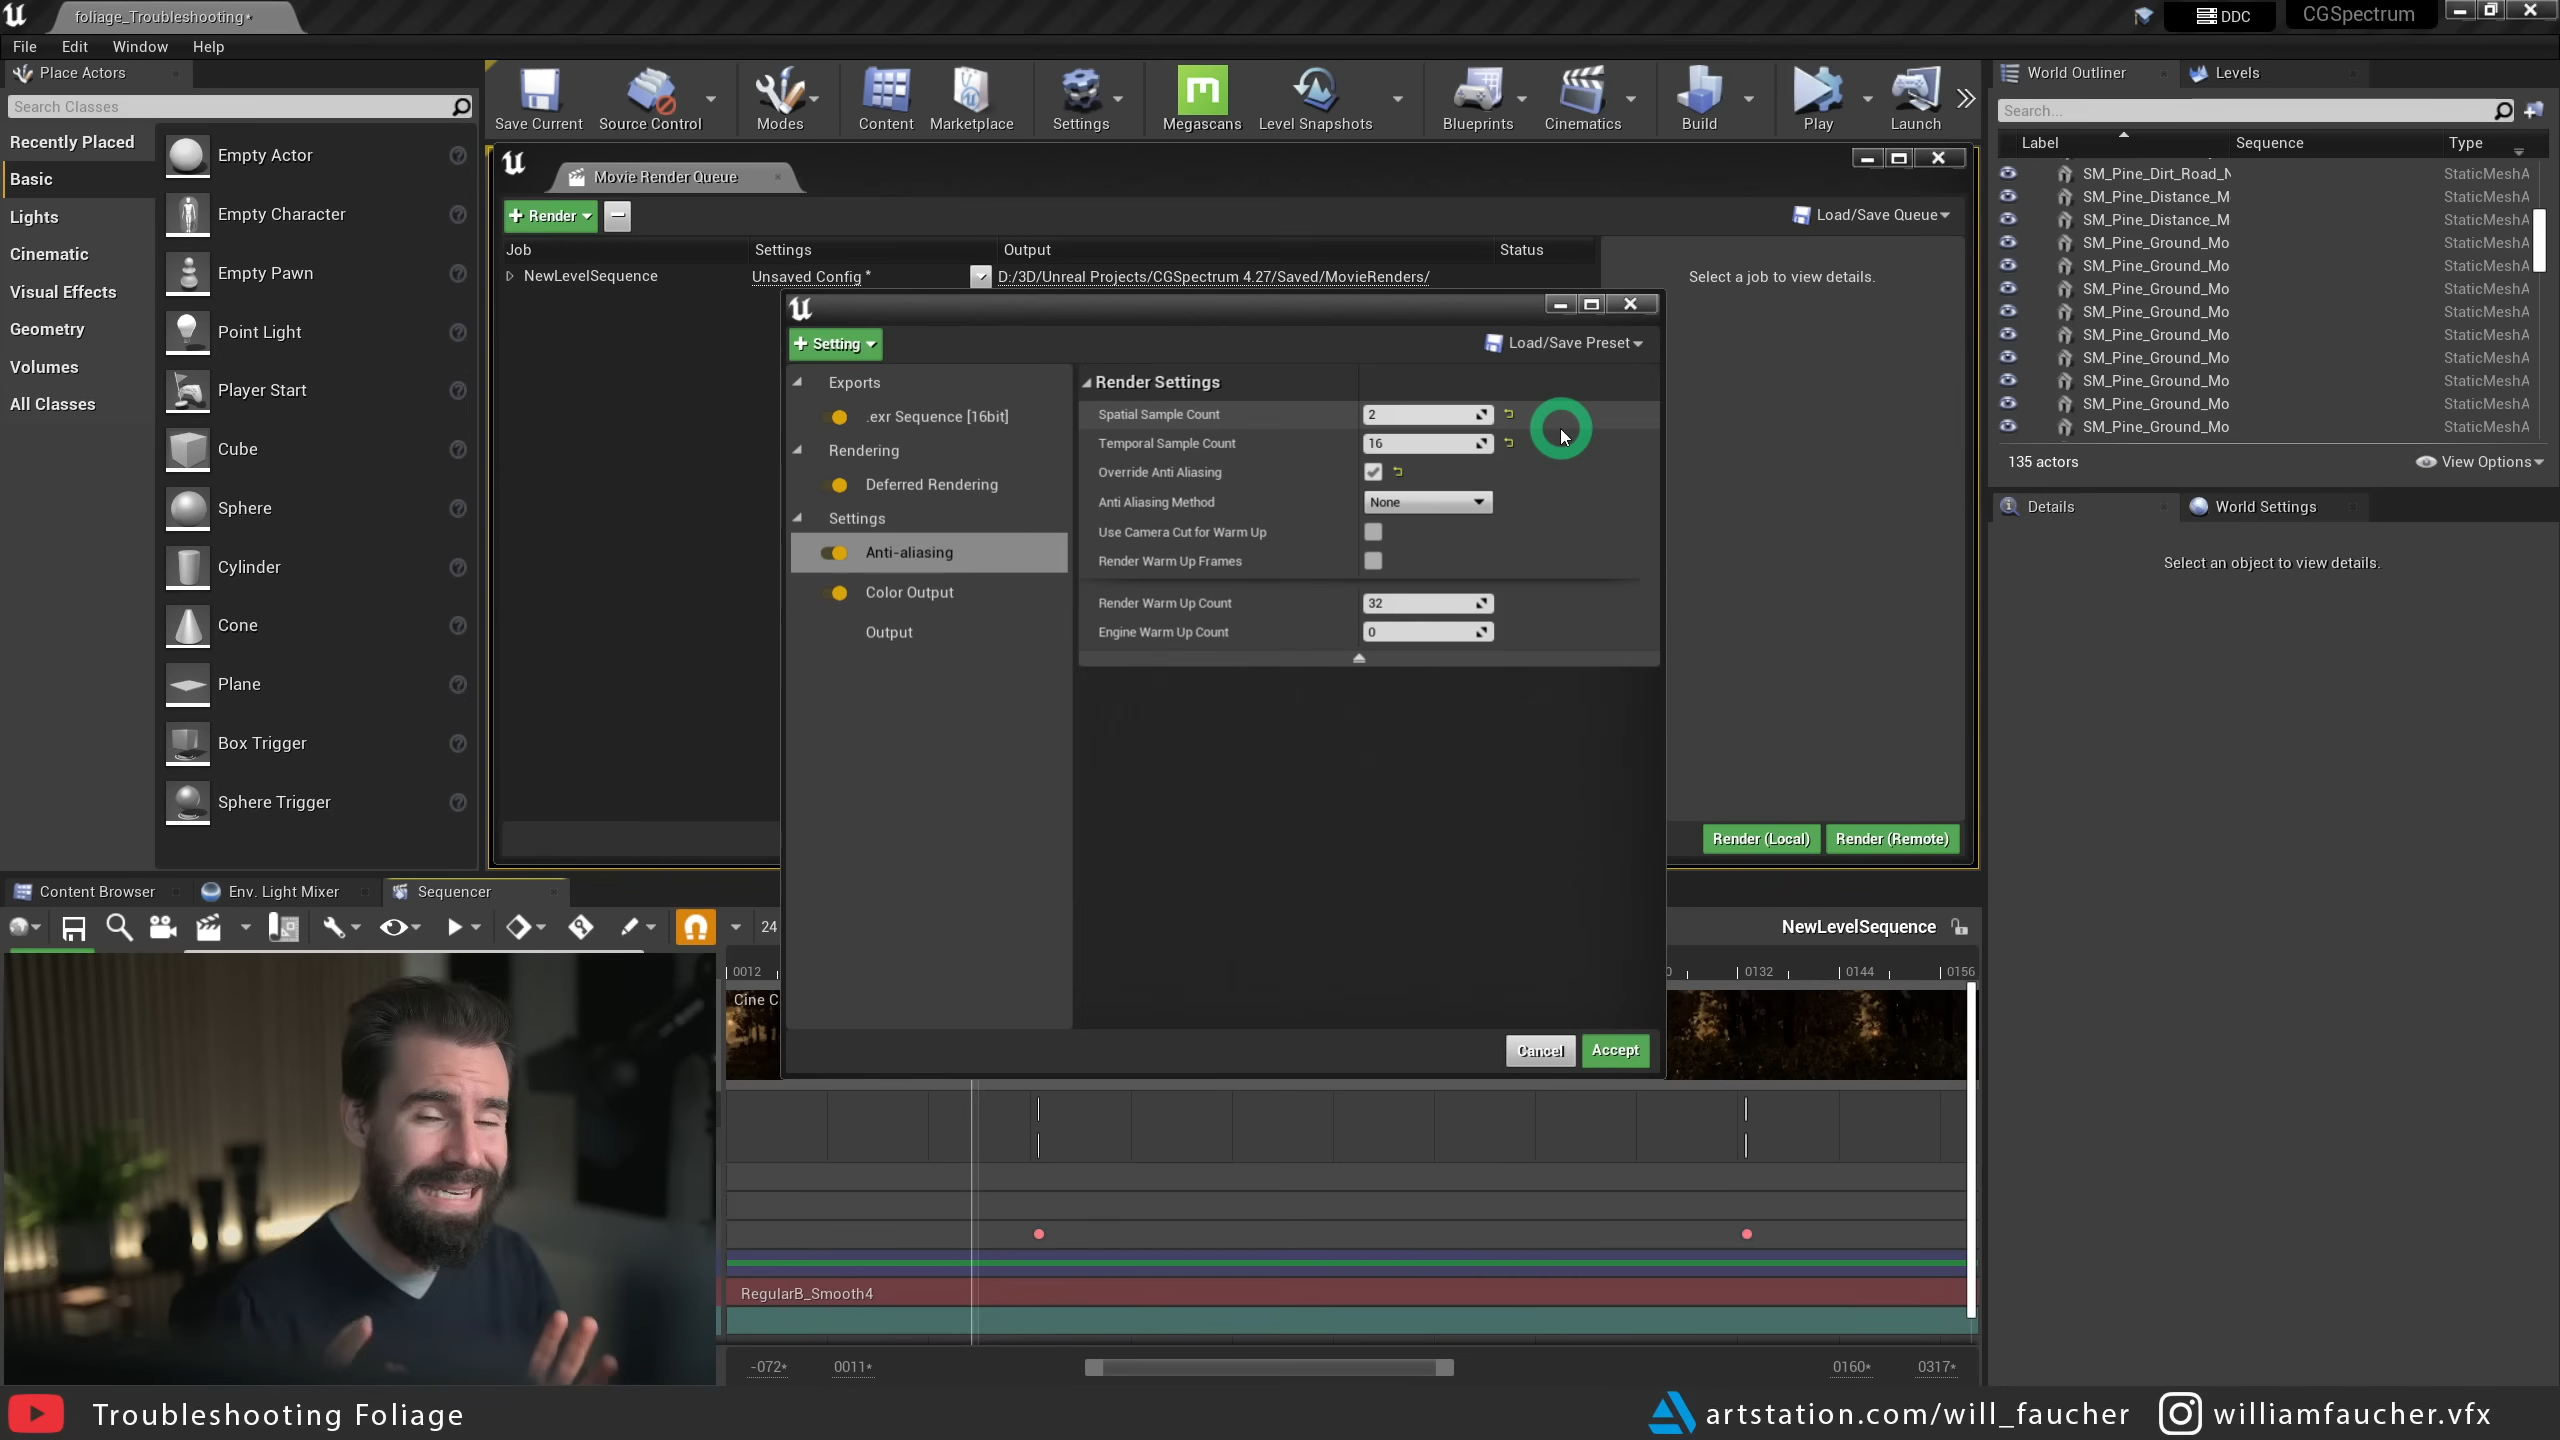 foliage_Troubleshooting*
DDC
CGSpectrum
File
Edit
Window
Help
Place Actors
Search Classes
Recently Placed
Basic
Lights
Cinematic
Visual Effects
Geometry
Volumes
All Classes
Empty Actor
Empty Character
Empty Pawn
Point Light
Player Start
Cube
Sphere
Cylinder
Cone
Plane
Box Trigger
Sphere Trigger
Save Current
Source Control
Modes
Content
Marketplace
Settings
Megascans
Level Snapshots
Blueprints
Cinematics
Build
Play
Launch
Movie Render Queue
Render
Load/Save Queue
Job
Settings
Output
Status
NewLevelSequence
Unsaved Config *
D:/3D/Unreal Projects/CGSpectrum 4.27/Saved/MovieRenders/
Select a job to view details.
Setting
Load/Save Preset
Exports
.exr Sequence [16bit]
Rendering
Deferred Rendering
Settings
Anti-aliasing
Color Output
Output
Render Settings
Spatial Sample Count
2
Temporal Sample Count
16
Override Anti Aliasing
Anti Aliasing Method
None
Use Camera Cut for Warm Up
Render Warm Up Frames
Render Warm Up Count
32
Engine Warm Up Count
0
Cancel
Accept
Render (Local)
Render (Remote)
World Outliner
Levels
Search...
Label
Sequence
Type
SM_Pine_Dirt_Road_N StaticMeshA
SM_Pine_Distance_M StaticMeshA
SM_Pine_Distance_M StaticMeshA
SM_Pine_Ground_Mo StaticMeshA
SM_Pine_Ground_Mo StaticMeshA
SM_Pine_Ground_Mo StaticMeshA
SM_Pine_Ground_Mo StaticMeshA
SM_Pine_Ground_Mo StaticMeshA
SM_Pine_Ground_Mo StaticMeshA
SM_Pine_Ground_Mo StaticMeshA
SM_Pine_Ground_Mo StaticMeshA
SM_Pine_Ground_Mo StaticMeshA
135 actors
View Options
Details
World Settings
Select an object to view details.
Content Browser
Env. Light Mixer
Sequencer
24
NewLevelSequence
0012
0132
0144
0156
Cine C
RegularB_Smooth4
-072*
0011*
0160*
0317*
Troubleshooting Foliage
artstation.com/will_faucher
williamfaucher.vfx